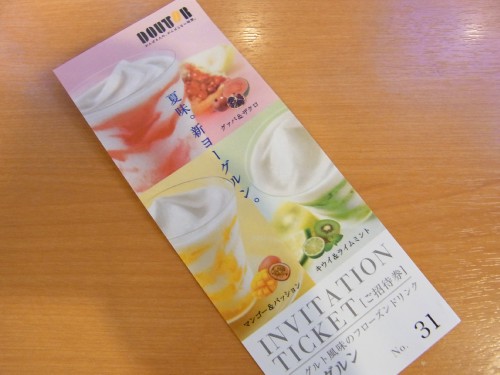 DOUTOR
グァバ&ザクロ
夏味。新ヨーグルン。
キウイ&ライムミント
マンゴー&パッション
INVITATION
TICKET [ご招待券]
グルト風味のフローズンドリンク
グルン
No. 31